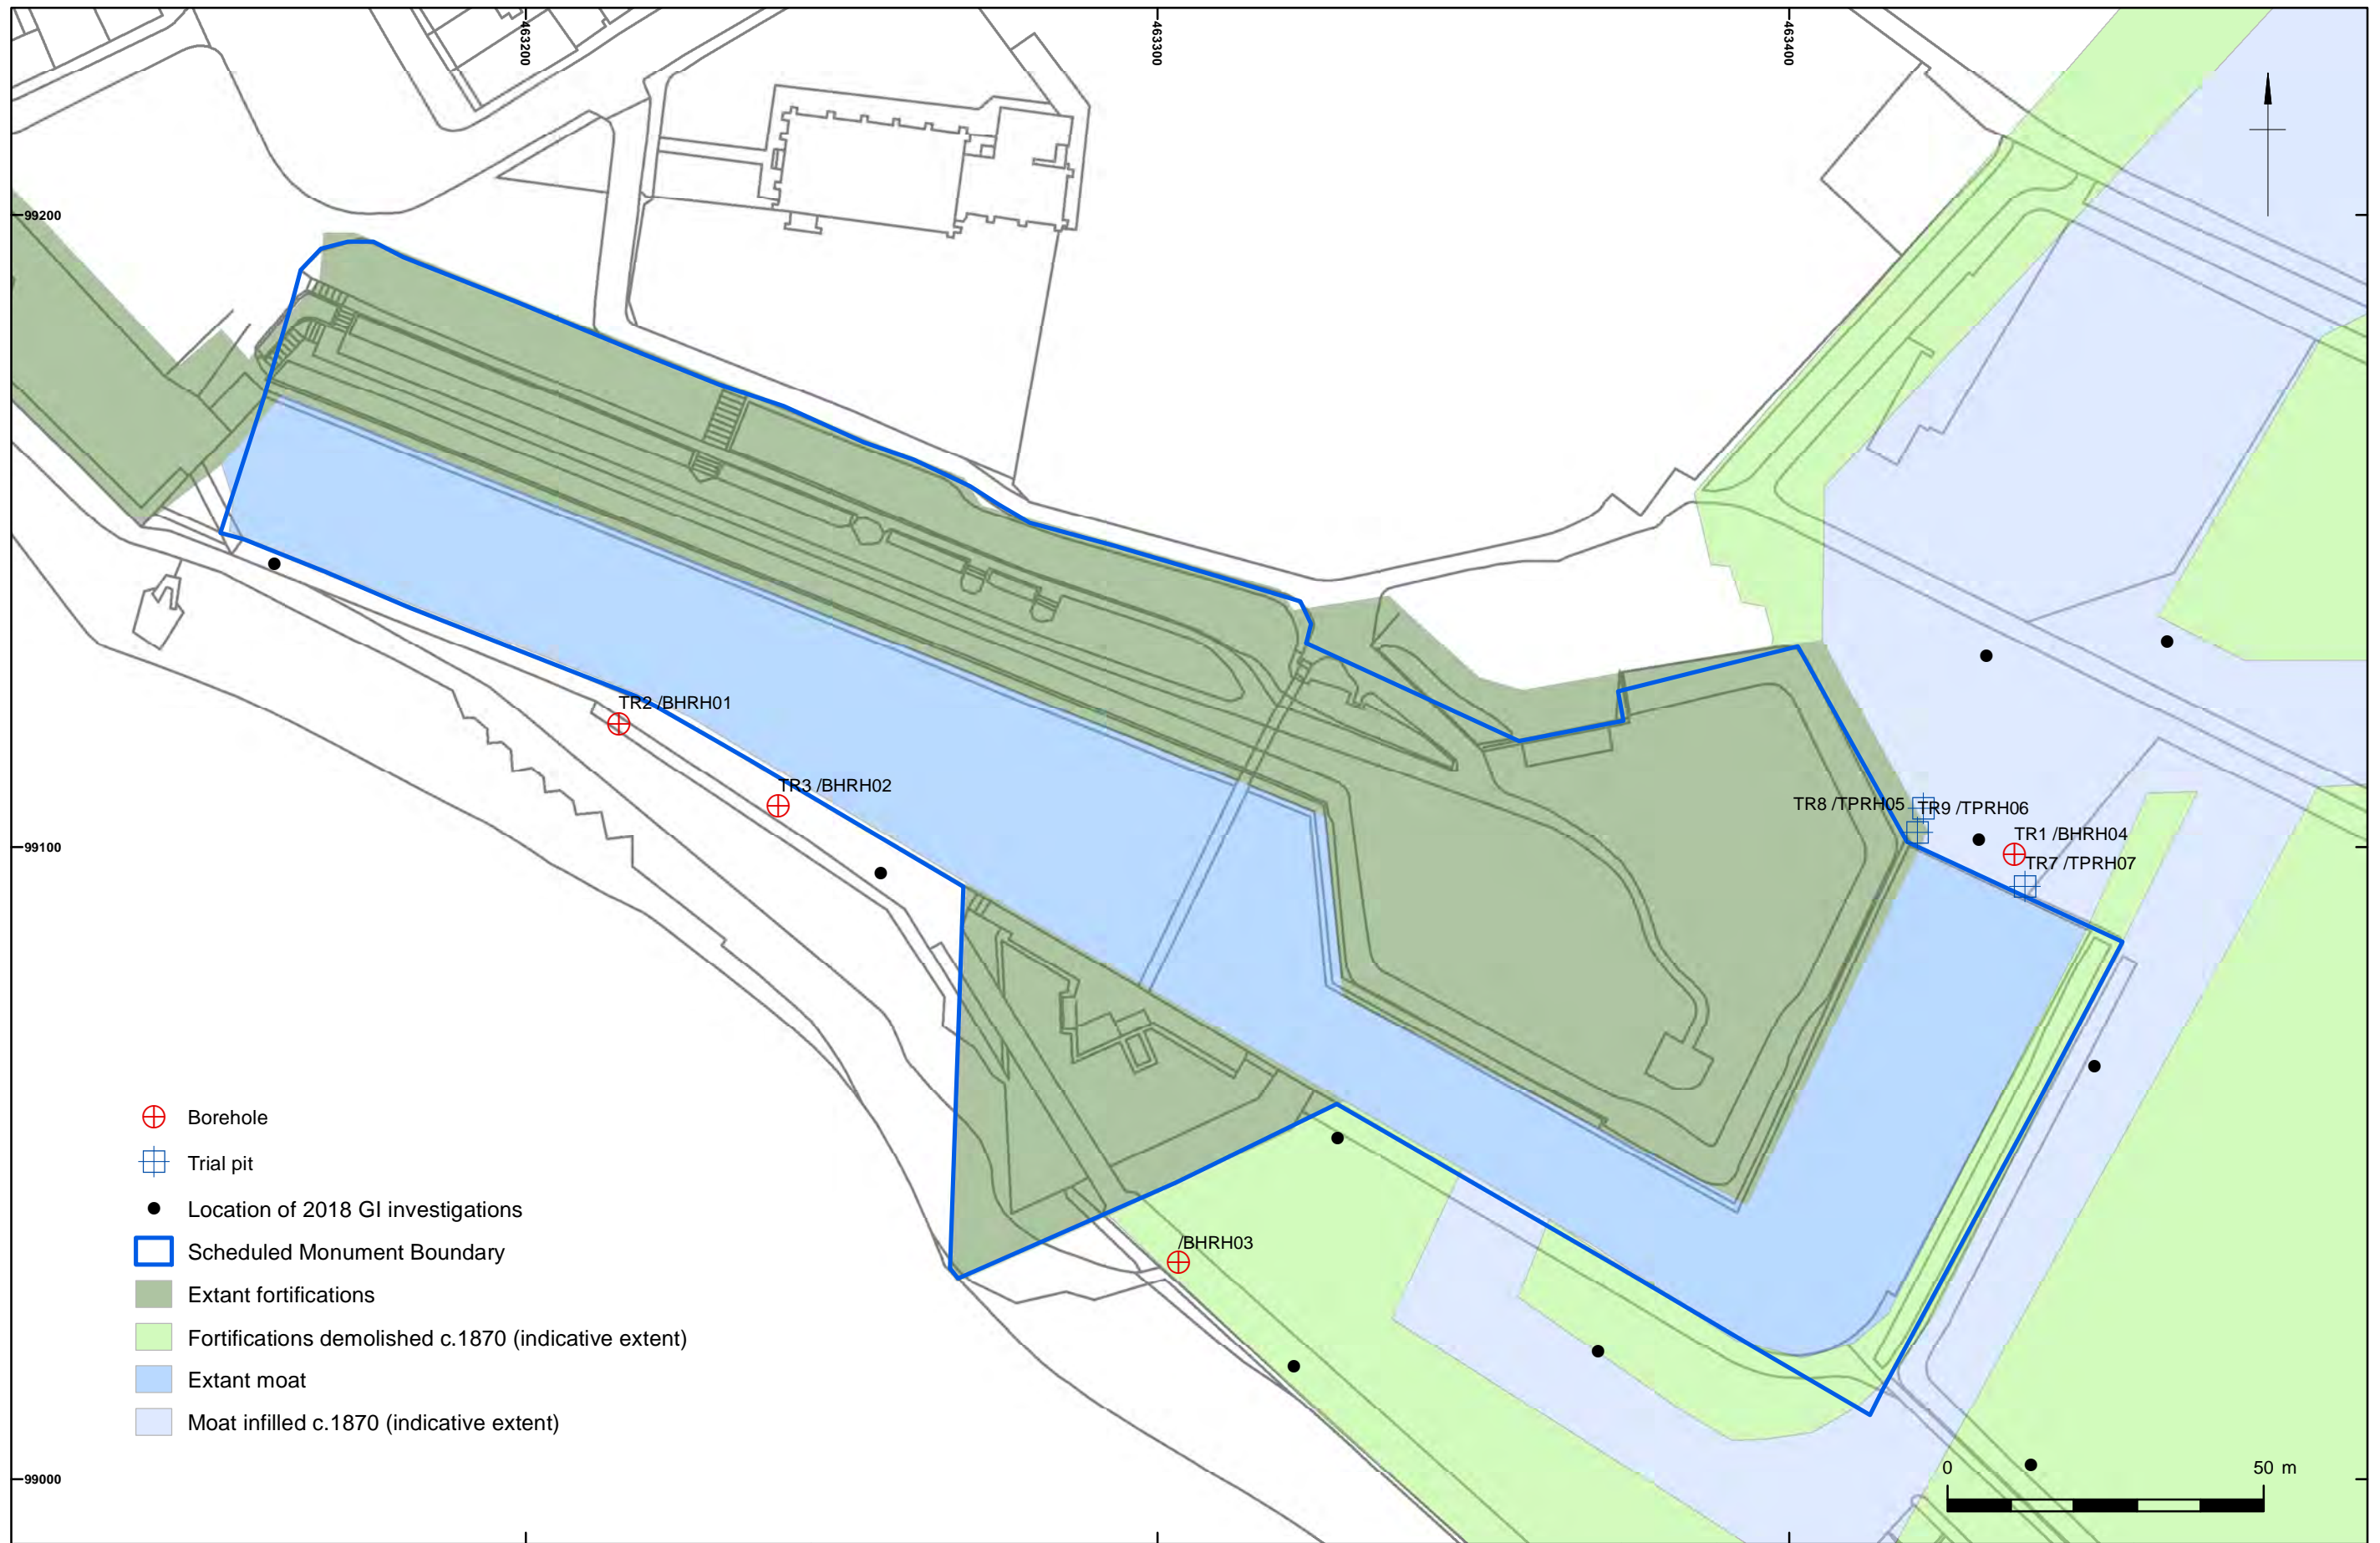 463200
463300
463400
99200
TR2 /BHRH01
TR3 /BHRH02
TR8 /TPRH05
TR9 /TPRH06
TR1 /BHRH04
99100
TR7 /TPRH07
/BHRH03
Borehole
Trial pit
Location of 2018 GI investigations
Scheduled Monument Boundary
Extant fortifications
Fortifications demolished c.1870 (indicative extent)
Extant moat
Moat infilled c.1870 (indicative extent)
99000
0 50 m